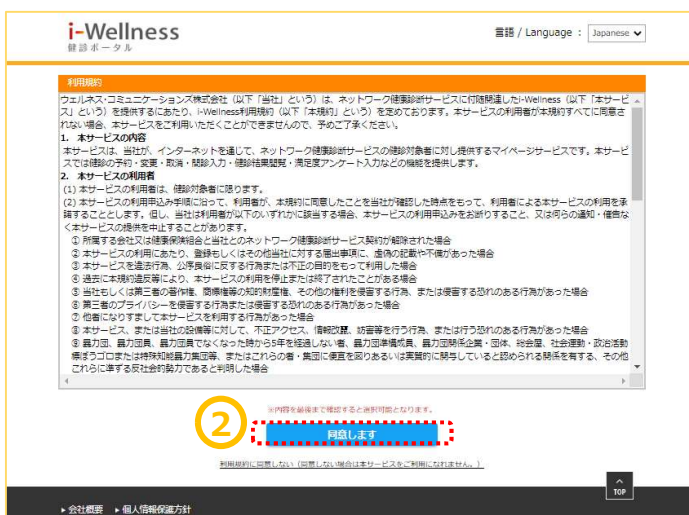 i-Wellness
健診ポータル
言語 / Language : Japanese
利用規約
ウェルネス・コミュニケーションズ株式会社（以下「当社」という）は、ネットワーク健康診断サービスに付随関連したi-Wellness（以下「本サービ
ス」という）を提供するにあたり、i-Wellness利用規約（以下「本規約」という）を定めております。本サービスの利用者が本規約すべてに同意さ
れない場合、本サービスをご利用いただくことができませんので、予めご了承ください。
1. 本サービスの内容
本サービスは、当社が、インターネットを通じて、ネットワーク健康診断サービスの健診対象者に対し提供するマイページサービスです。本サービ
スでは健診の予約・変更・取消・問診入力・健診結果閲覧・満足度アンケート入力などの機能を提供します。
2. 本サービスの利用者
(1) 本サービスの利用者は、健診対象者に限ります。
(2) 本サービスの利用申込み手順に沿って、利用者が、本規約に同意したことを当社が確認した時点をもって、利用者による本サービスの利用を承
諾することとします。但し、当社は利用者が以下のいずれかに該当する場合、本サービスの利用申込みをお断りすること、又は何らの通知・催告な
く本サービスの提供を中止することがあります。
① 所属する会社又は健康保険組合と当社とのネットワーク健康診断サービス契約が解除された場合
② 本サービスの利用にあたり、登録もしくはその他当社に対する届出事項に、虚偽の記載や不備があった場合
③ 本サービスを違法行為、公序良俗に反する行為または不正の目的をもって利用した場合
④ 過去に本規約違反等により、本サービスの利用を停止または終了されたことがある場合
⑤ 当社もしくは第三者の著作権、商標権等の知的財産権、その他の権利を侵害する行為、または侵害する恐れのある行為があった場合
⑥ 第三者のプライバシーを侵害する行為または侵害する恐れのある行為があった場合
⑦ 他者になりすまして本サービスを利用する行為があった場合
⑧ 本サービス、または当社の設備等に対して、不正アクセス、情報改竄、妨害等を行う行為、または行う恐れのある行為があった場合
⑨ 暴力団、暴力団員、暴力団員でなくなった時から5年を経過しない者、暴力団準構成員、暴力団関係企業・団体、総会屋、社会運動・政治活動
標ぼうゴロまたは特殊知能暴力集団等、またはこれらの者・集団に便宜を図りあるいは実質的に関与していると認められる関係を有する、その他
これらに準ずる反社会的勢力であると判明した場合
※内容を最後まで確認すると選択可能となります。
2
同意します
利用規約に同意しない（同意しない場合は本サービスをご利用になれません。）
TOP
会社概要 個人情報保護方針